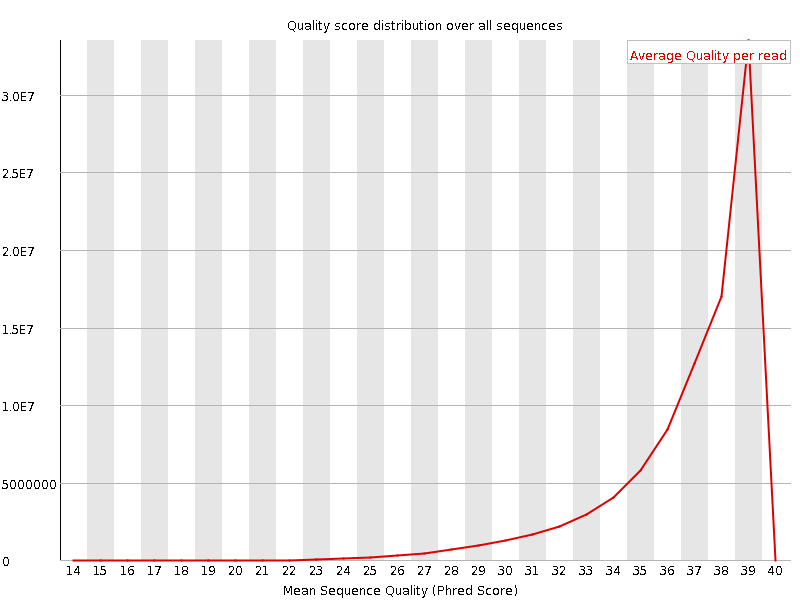 Quality score distribution over all sequences
Average Quality per read
3.0E7
2.5E7
2.0E7
1.5E7
1.0E7
5000000
0
14 15 16 17 18 19 20 21 22 23 24 25 26 27 28 29 30 31 32 33 34 35 36 37 38 39 40
Mean Sequence Quality (Phred Score)